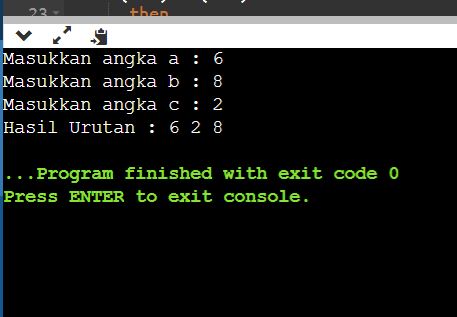 23
then
Masukkan angka a : 6
Masukkan angka b : 8
Masukkan angka c : 2
Hasil Urutan : 6 2 8
...Program finished with exit code 0
Press ENTER to exit console.